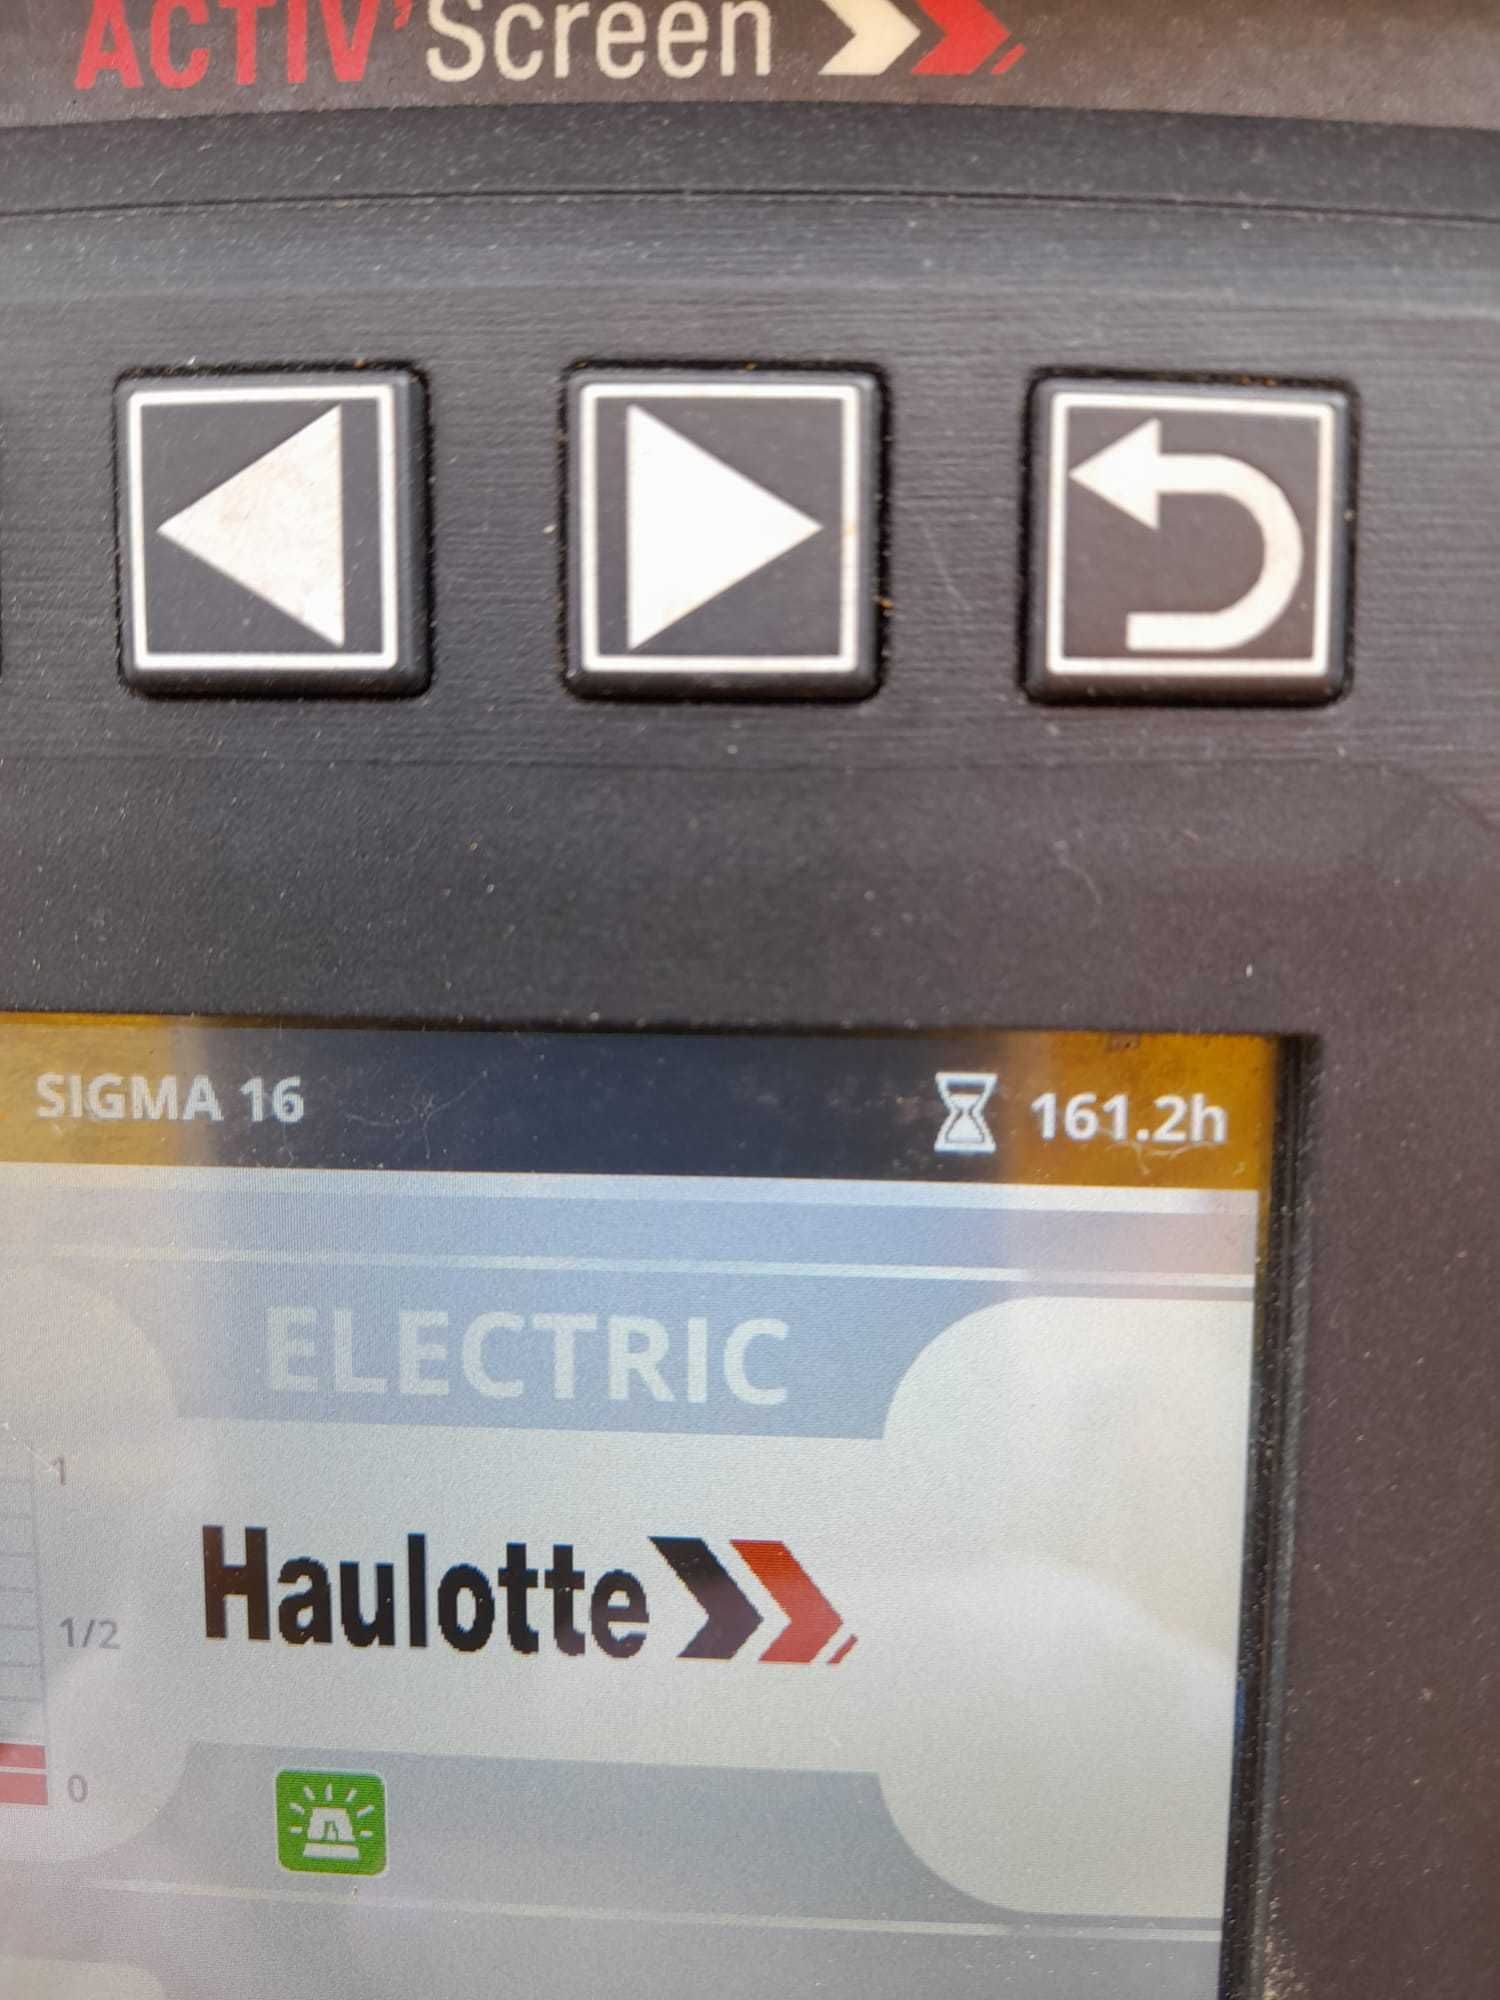 ACTIV'Screen
SIGMA 16
161.2h
ELECTRIC
1
Haulotte
1/2
0